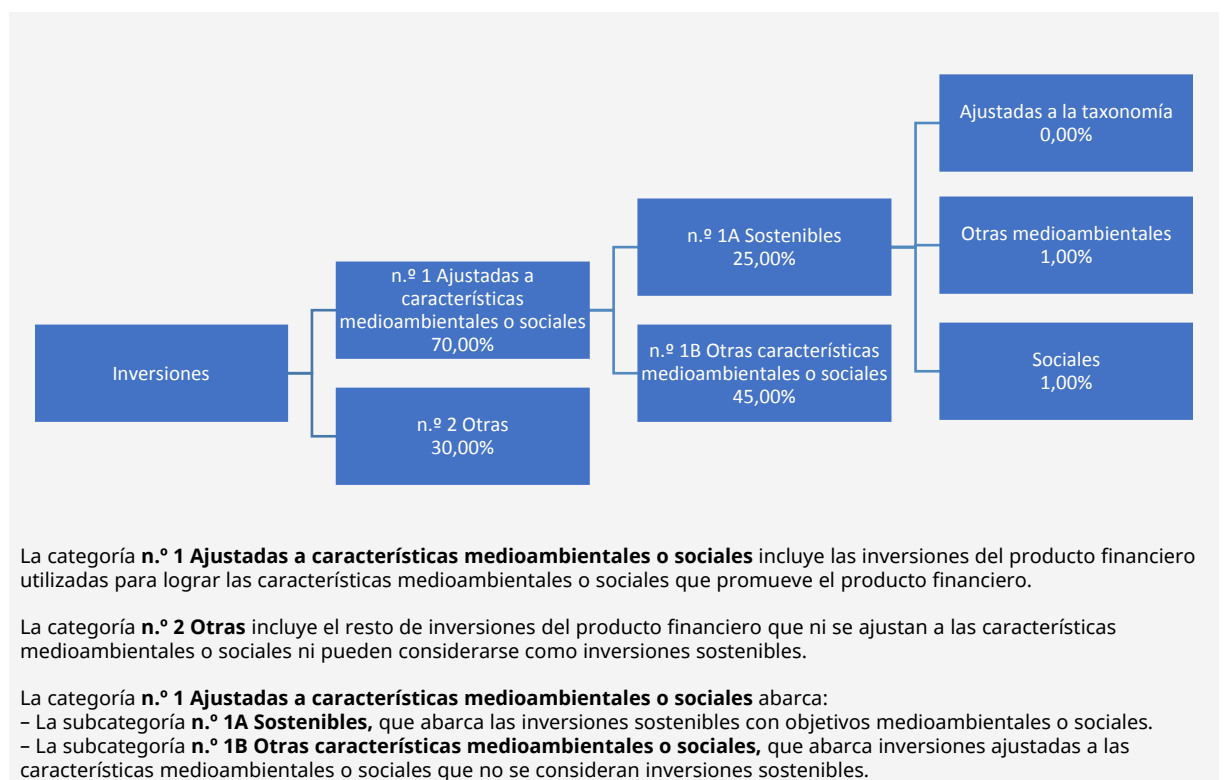 Inversiones
n.º 1 Ajustadas a
características
medioambientales o sociales
70,00%
n.º 2 Otras
30,00%
n.º 1A Sostenibles
25,00%
n.º 1B Otras características
medioambientales o sociales
45,00%
Ajustadas a la taxonomía
0,00%
Otras medioambientales
1,00%
Sociales
1,00%
La categoría n.º 1 Ajustadas a características medioambientales o sociales incluye las inversiones del producto financiero
utilizadas para lograr las características medioambientales o sociales que promueve el producto financiero.
La categoría n.º 2 Otras incluye el resto de inversiones del producto financiero que ni se ajustan a las características
medioambientales o sociales ni pueden considerarse como inversiones sostenibles.
La categoría n.º 1 Ajustadas a características medioambientales o sociales abarca:
– La subcategoría n.º 1A Sostenibles, que abarca las inversiones sostenibles con objetivos medioambientales o sociales.
– La subcategoría n.º 1B Otras características medioambientales o sociales, que abarca inversiones ajustadas a las
características medioambientales o sociales que no se consideran inversiones sostenibles.